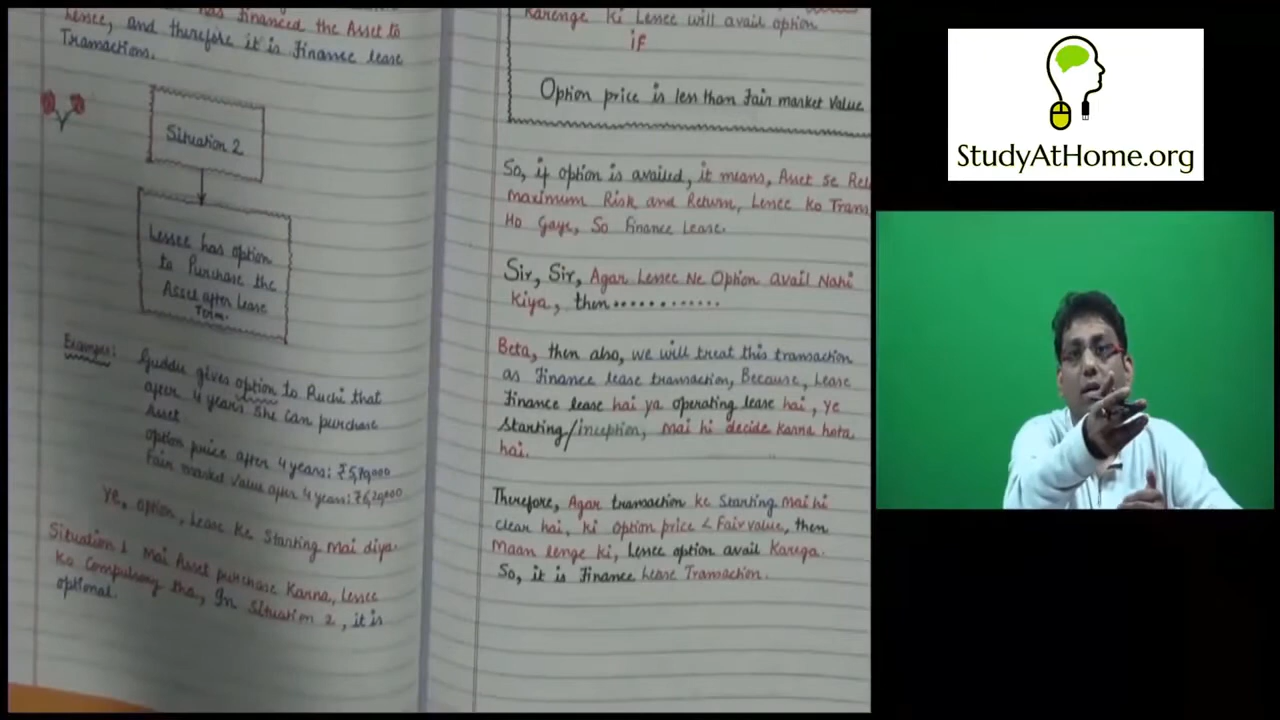 has financed the Asset to
Lessee, and therefore it is Finance lease
Transactions.
Situation 2
Lessee has option
to Purchase the
Asset after Lease
Term.
Example: Guddu gives option to Ruchi that
after 4 years she can purchase
Asset
option price after 4 years: ₹5,79,000
Fair market value after 4 years: ₹6,29,000
Ye, option, Lease Ke Starting Mai diya.
Situation 1 Mai Asset purchase Karna, Lessee
Ko Compulsory tha, In Situation 2, it is
optional.
Karenge Ki Lessee will avail option
if
Option price is less than Fair market Value
So, if option is availed, it means, Asset se Rel
maximum Risk and Return, Lessee Ko Trans
Ho Gaye, So Finance Lease.
Sir, Sir, Agar Lessee Ne Option avail Nahi
Kiya, then............
Beta, then also, we will treat this transaction
as Finance lease transaction, Because, Lease
Finance lease hai ya operating lease hai, ye
Starting/inception, mai hi decide karna hota
hai.
Therefore, Agar transaction ke Starting mai hi
clear hai, ki option price < Fair value, then
Maan lenge ki, Lessee option avail Karega.
So, it is Finance Lease Transaction.
StudyAtHome.org